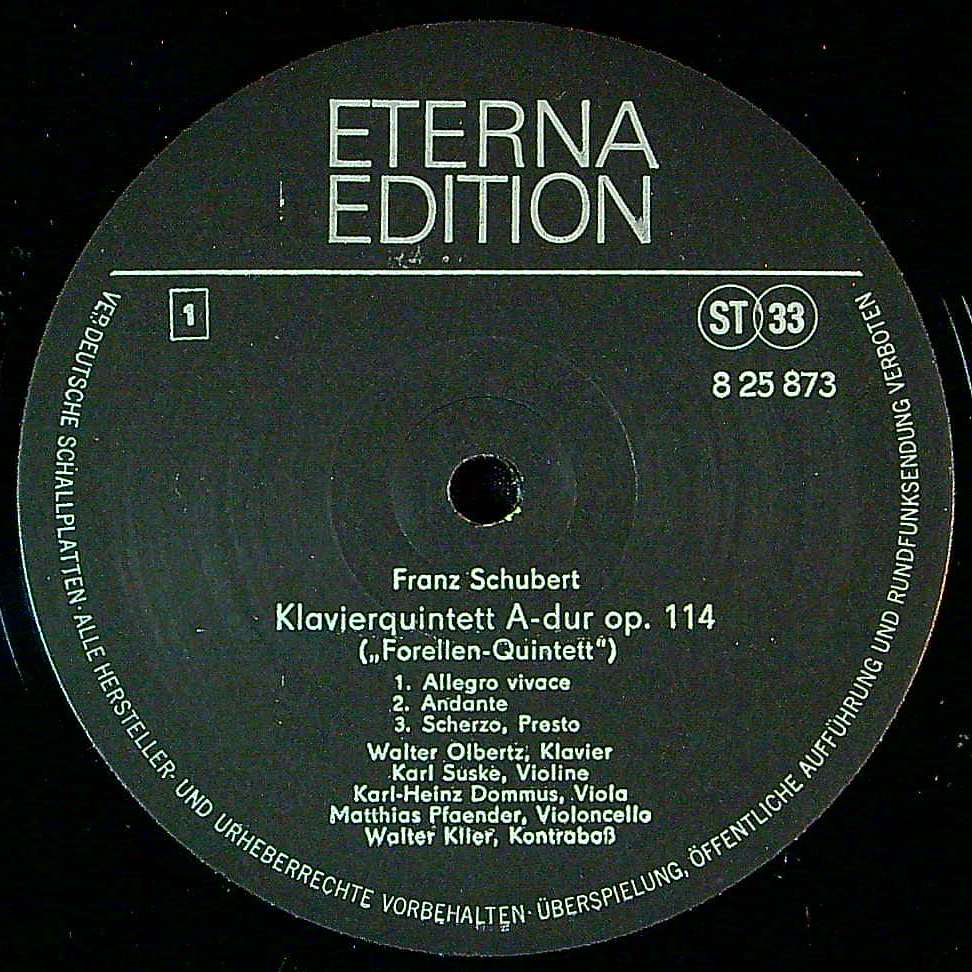 ETERNA
EDITION
1
ST 33
8 25 873
Franz Schubert
Klavierquintett A-dur op. 114
(„Forellen-Quintett“)
1. Allegro vivace
2. Andante
3. Scherzo, Presto
Walter Olbertz, Klavier
Karl Suske, Violine
Karl-Heinz Dommus, Viola
Matthias Pfaender, Violoncello
Walter Klier, Kontrabaß
VEB DEUTSCHE SCHALLPLATTEN· ALLE HERSTELLER- UND URHEBERRECHTE VORBEHALTEN· ÜBERSPIELUNG, ÖFFENTLICHE AUFFÜHRUNG UND RUNDFUNKSENDUNG VERBOTEN